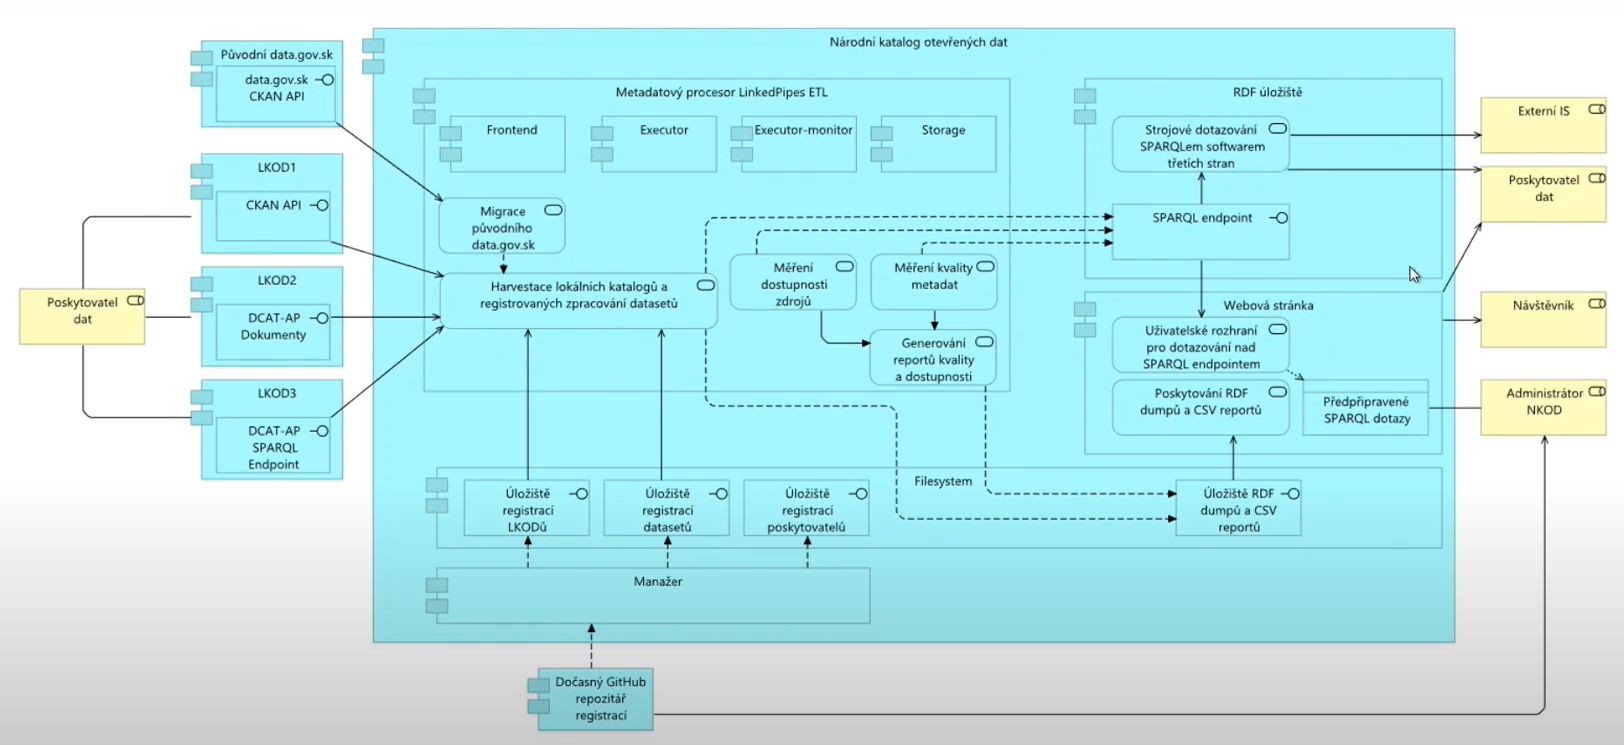 Národní katalog otevřených dat
Původní data.gov.sk
data.gov.sk
CKAN API
LKOD1
CKAN API
LKOD2
DCAT-AP
Dokumenty
LKOD3
DCAT-AP
SPARQL
Endpoint
Poskytovatel
dat
Metadatový procesor LinkedPipes ETL
Frontend
Executor
Executor-monitor
Storage
Migrace
původního
data.gov.sk
Harvestace lokálních katalogů a
registrovaných zpracování datasetů
Měření
dostupnosti
zdrojů
Měření kvality
metadat
Generování
reportů kvality
a dostupnosti
RDF úložiště
Strojové dotazování
SPARQLem softwarem
třetích stran
SPARQL endpoint
Webová stránka
Uživatelské rozhraní
pro dotazování nad
SPARQL endpointem
Poskytování RDF
dumpů a CSV reportů
Předpřipravené
SPARQL dotazy
Externí IS
Poskytovatel
dat
Návštěvník
Administrátor
NKOD
Filesystem
Úložiště
registrací
LKODů
Úložiště
registrací
datasetů
Úložiště
registrací
poskytovatelů
Úložiště RDF
dumpů a CSV
reportů
Manažer
Dočasný GitHub
repozitář
registrací